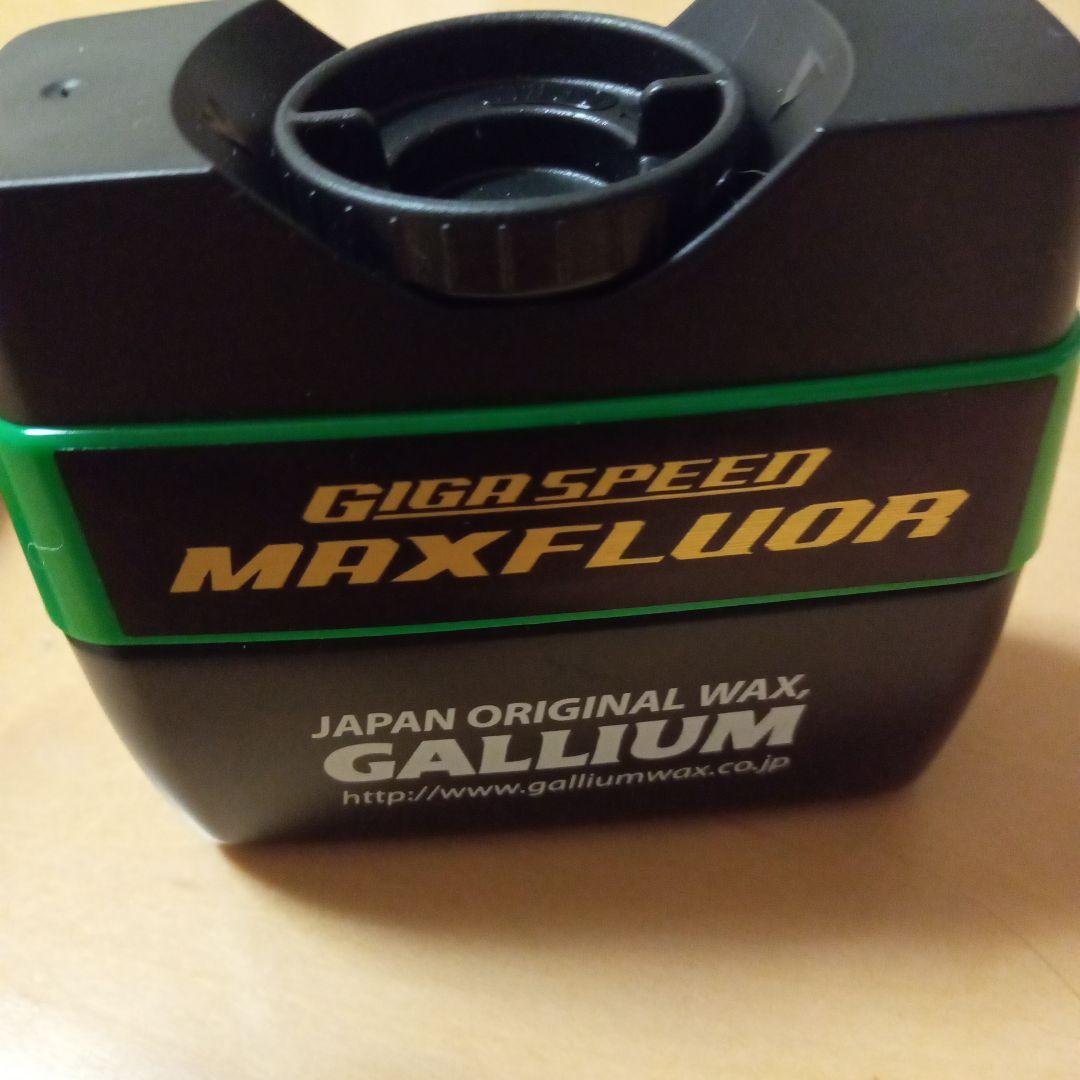 GIGA SPEED
MAXFLUOR
JAPAN ORIGINAL WAX,
GALLIUM
http://www.galliumwax.co.jp